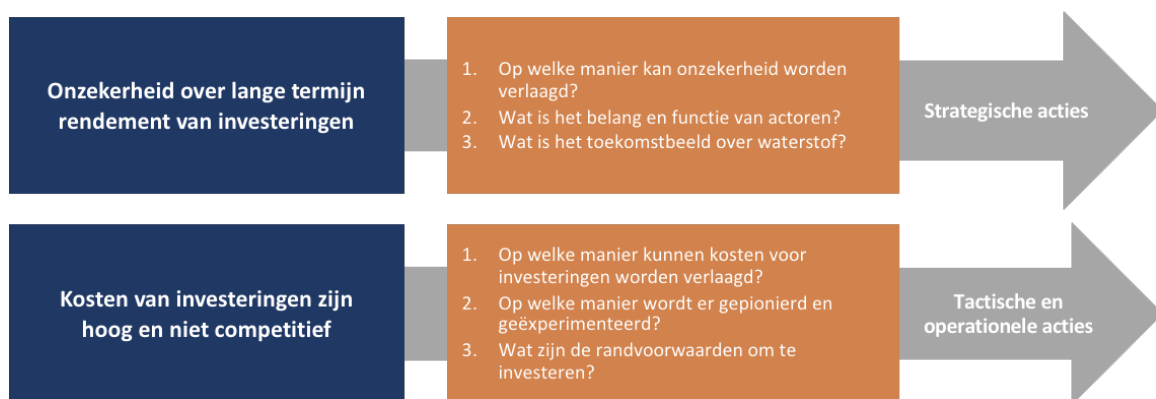 Onzekerheid over lange termijn
rendement van investeringen
1. Op welke manier kan onzekerheid worden
verlaagd?
2. Wat is het belang en functie van actoren?
3. Wat is het toekomstbeeld over waterstof?
Strategische acties
Kosten van investeringen zijn
hoog en niet competitief
1. Op welke manier kunnen kosten voor
investeringen worden verlaagd?
2. Op welke manier wordt er gepionierd en
geëxperimenteerd?
3. Wat zijn de randvoorwaarden om te
investeren?
Tactische en
operationele acties